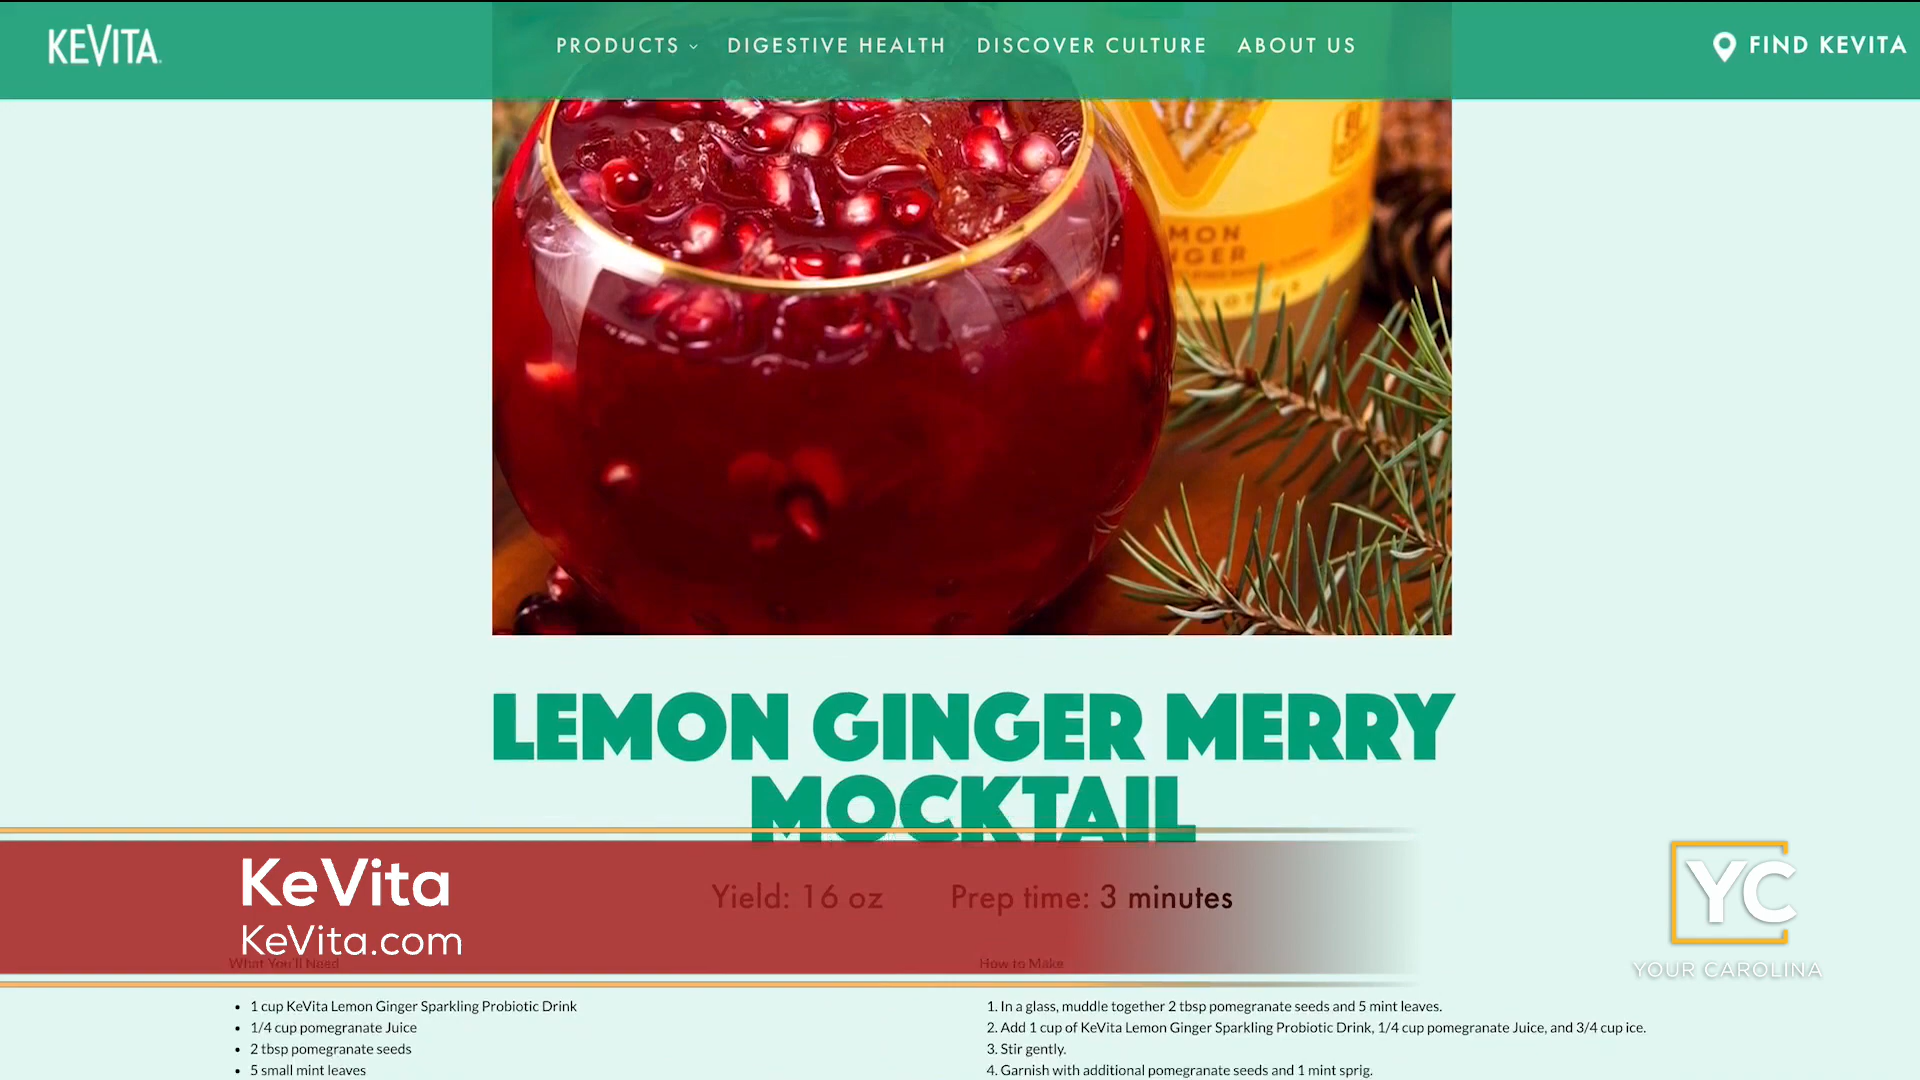 KEVITA
PRODUCTS
DIGESTIVE HEALTH
DISCOVER CULTURE
ABOUT US
FIND KEVITA
MON
GER
LEMON GINGER MERRY
MOCKTAIL
KeVita
KeVita.com
Yield: 16 oz
Prep time: 3 minutes
YC
YOUR CAROLINA
What You'll Need
1 cup KeVita Lemon Ginger Sparkling Probiotic Drink
1/4 cup pomegranate Juice
2 tbsp pomegranate seeds
5 small mint leaves
How to Make
1. In a glass, muddle together 2 tbsp pomegranate seeds and 5 mint leaves.
2. Add 1 cup of KeVita Lemon Ginger Sparkling Probiotic Drink, 1/4 cup pomegranate Juice, and 3/4 cup ice.
3. Stir gently.
4. Garnish with additional pomegranate seeds and 1 mint sprig.